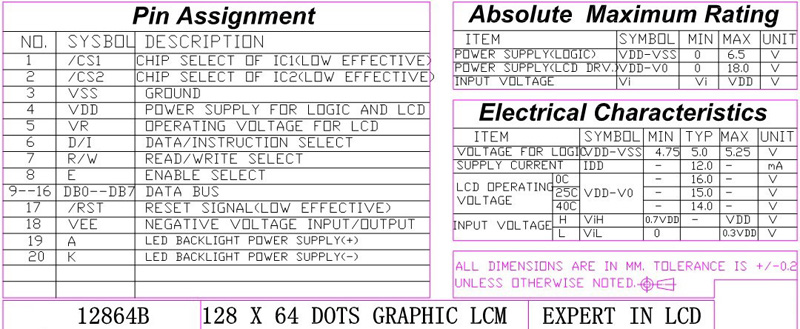 Pin Assignment
NO. SYSBOL DESCRIPTION
1 /CS1 CHIP SELECT OF IC1(LOW EFFECTIVE)
2 /CS2 CHIP SELECT OF IC2(LOW EFFECTIVE)
3 VSS GROUND
4 VDD POWER SUPPLY FOR LOGIC AND LCD
5 VR OPERATING VOLTAGE FOR LCD
6 D/I DATA/INSTRUCTION SELECT
7 R/W READ/WRITE SELECT
8 E ENABLE SELECT
9--16 DB0--DB7 DATA BUS
17 /RST RESET SIGNAL(LOW EFFECTIVE)
18 VEE NEGATIVE VOLTAGE INPUT/OUTPUT
19 A LED BACKLIGHT POWER SUPPLY(+)
20 K LED BACKLIGHT POWER SUPPLY(-)
Absolute Maximum Rating
ITEM SYMBOL MIN MAX UNIT
POWER SUPPLY(LOGIC) VDD-VSS 0 6.5 V
POWER SUPPLY(LCD DRV.) VDD-V0 0 18.0 V
INPUT VOLTAGE Vi Vi VDD V
Electrical Characteristics
ITEM SYMBOL MIN TYP MAX UNIT
VOLTAGE FOR LOGIC VDD-VSS 4.75 5.0 5.25 V
SUPPLY CURRENT IDD - 12.0 - mA
LCD OPERATING VOLTAGE VDD-V0
0C - 16.0 - V
25C - 15.0 - V
40C - 14.0 - V
INPUT VOLTAGE
H ViH 0.7VDD - VDD V
L ViL 0 0.3VDD V
ALL DIMENSIONS ARE IN MM. TOLERANCE IS +/-0.2
UNLESS OTHERWISE NOTED.
12864B 128 X 64 DOTS GRAPHIC LCM EXPERT IN LCD